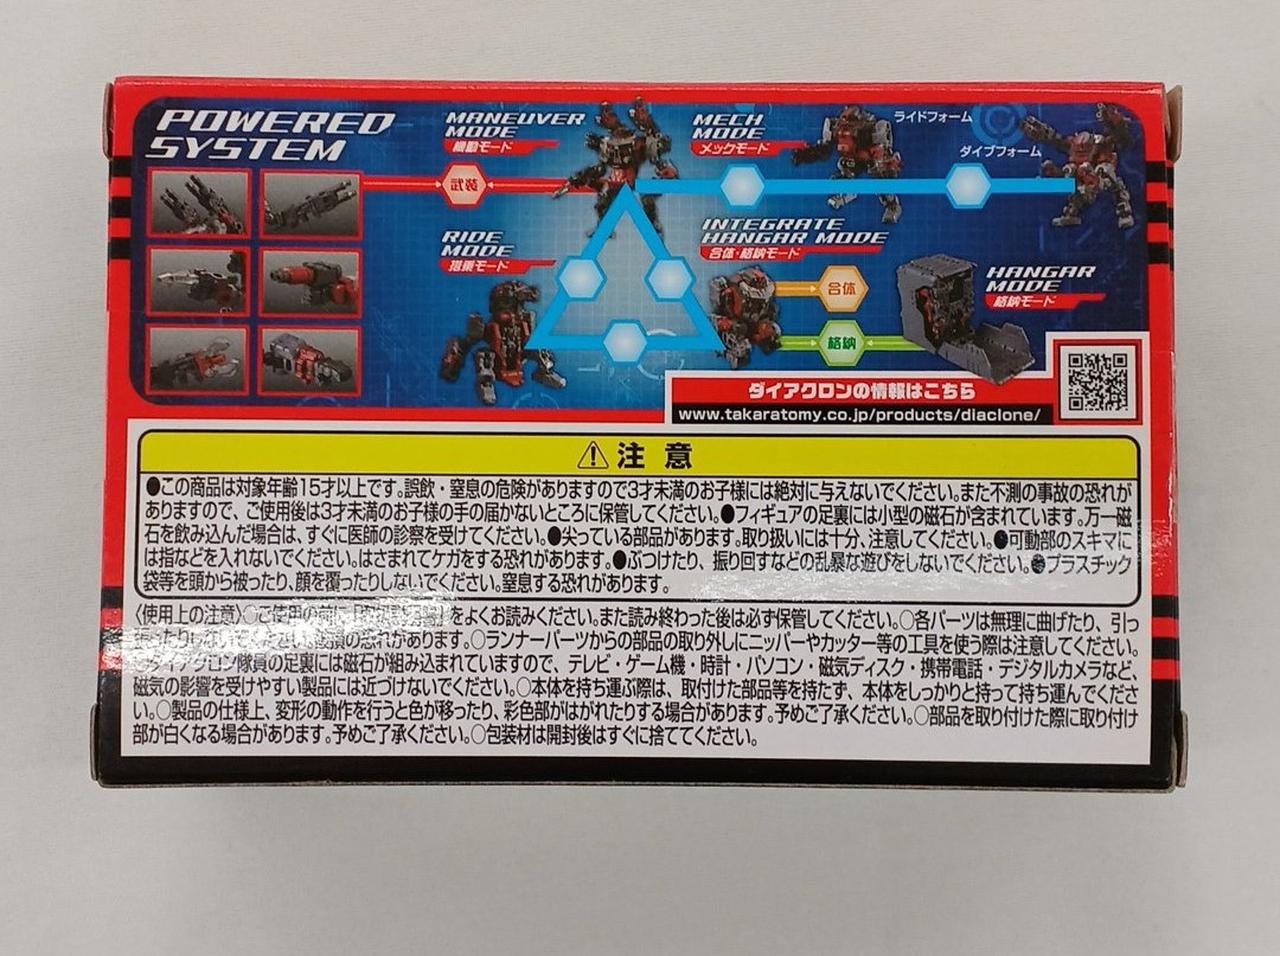 POWERED
SYSTEM
MANEUVER
MODE
機動モード
武装
MECH
MODE
メックモード
ライドフォーム
ダイブフォーム
RIDE
MODE
搭乗モード
INTEGRATE
HANGAR MODE
合体・格納モード
合体
格納
HANGAR
MODE
格納モード
ダイアクロンの情報はこちら
www.takaratomy.co.jp/products/diaclone/
注意
●この商品は対象年齢15才以上です。誤飲・窒息の危険がありますので3才未満のお子様には絶対に与えないでください。また不測の事故の恐れが
ありますので、ご使用後は3才未満のお子様の手の届かないところに保管してください。●フィギュアの足裏には小型の磁石が含まれています。万一磁
石を飲み込んだ場合は、すぐに医師の診察を受けてください。●尖っている部品があります。取り扱いには十分、注意してください。●可動部のスキマに
は指などを入れないでください。はさまれてケガをする恐れがあります。●ぶつけたり、振り回すなどの乱暴な遊びをしないでください。●プラスチック
袋等を頭から被ったり、顔を覆ったりしないでください。窒息する恐れがあります。
〈使用上の注意〉○ご使用の前に「取扱説明書」をよくお読みください。また読み終わった後は必ず保管してください。○各パーツは無理に曲げたり、引っ
張ったりしないでください。破損の恐れがあります。○ランナーパーツからの部品の取り外しにニッパーやカッター等の工具を使う際は注意してください。
○ダイアクロン隊員の足裏には磁石が組み込まれていますので、テレビ・ゲーム機・時計・パソコン・磁気ディスク・携帯電話・デジタルカメラなど、
磁気の影響を受けやすい製品には近づけないでください。○本体を持ち運ぶ際は、取付けた部品等を持たず、本体をしっかりと持って持ち運んでくださ
い。○製品の仕様上、変形の動作を行うと色が移ったり、彩色部がはがれたりする場合があります。予めご了承ください。○部品を取り付けた際に取り付け
部が白くなる場合があります。予めご了承ください。○包装材は開封後はすぐに捨ててください。